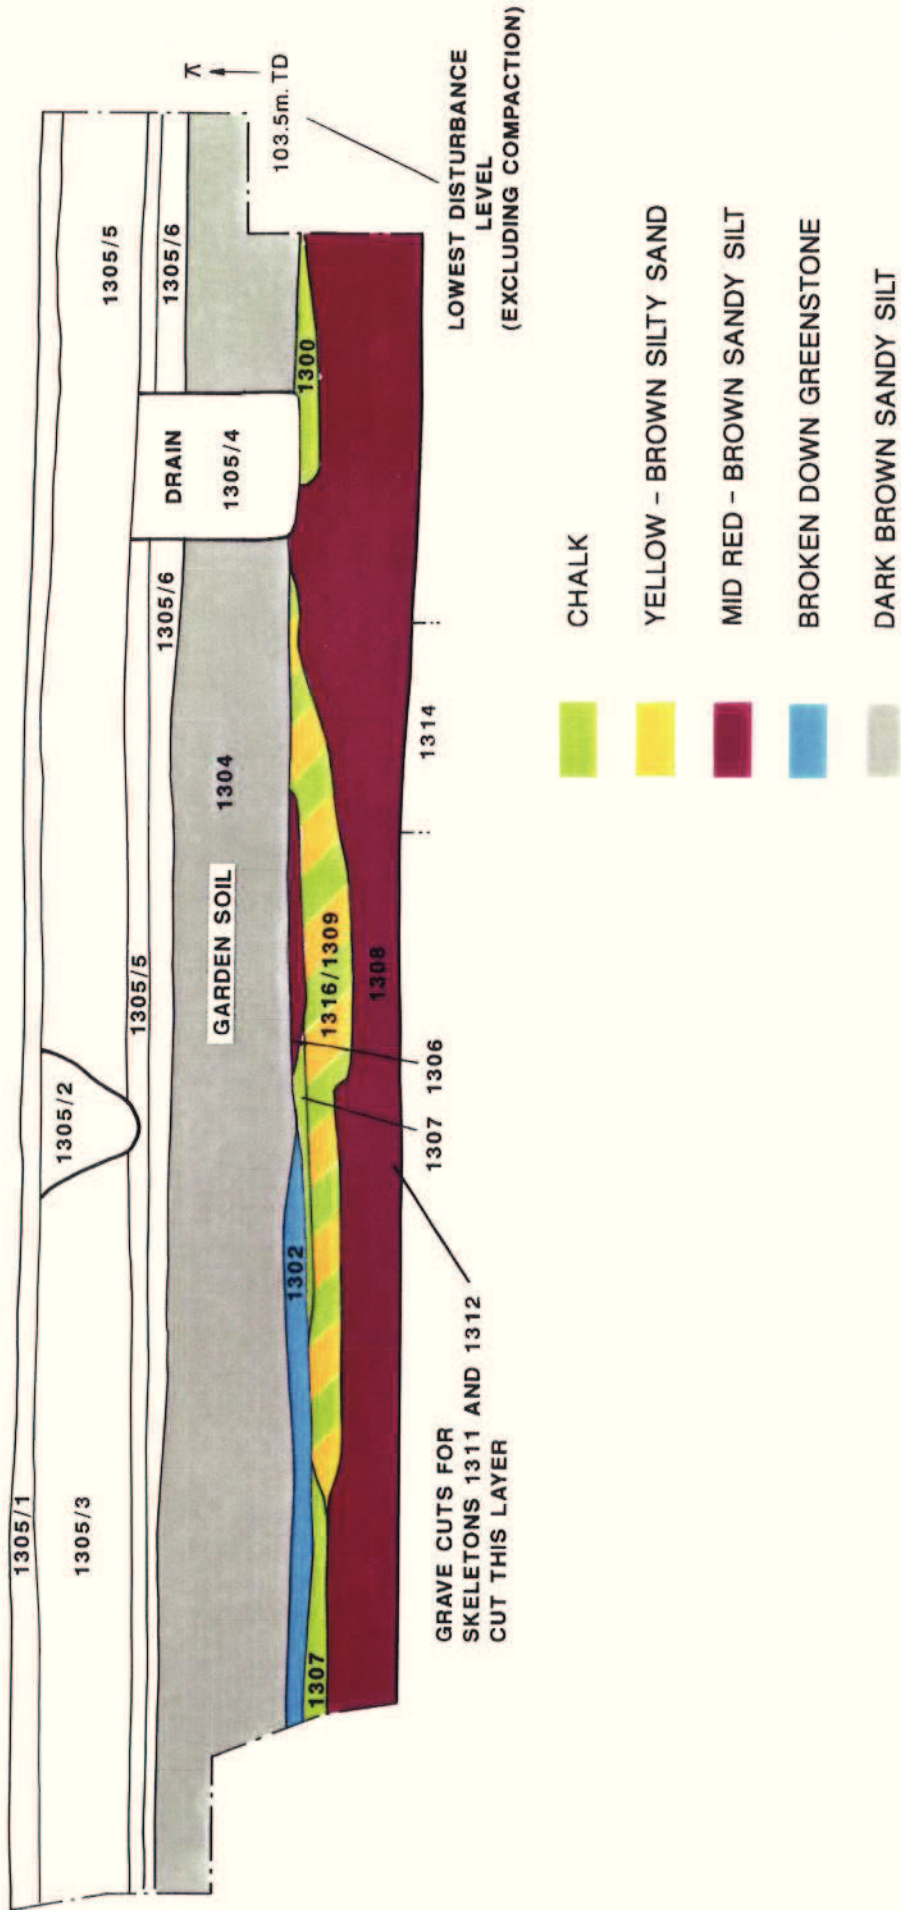 1305/1
1305/3
1305/2
1305/5
1305/5
1305/6
1305/6
DRAIN
1305/4
GARDEN SOIL
1304
103.5m. TD
1307
1302
1316/1309
1300
1308
1307
1306
1314
GRAVE CUTS FOR
SKELETONS 1311 AND 1312
CUT THIS LAYER
LOWEST DISTURBANCE
LEVEL
(EXCLUDING COMPACTION)
CHALK
YELLOW - BROWN SILTY SAND
MID RED - BROWN SANDY SILT
BROKEN DOWN GREENSTONE
DARK BROWN SANDY SILT